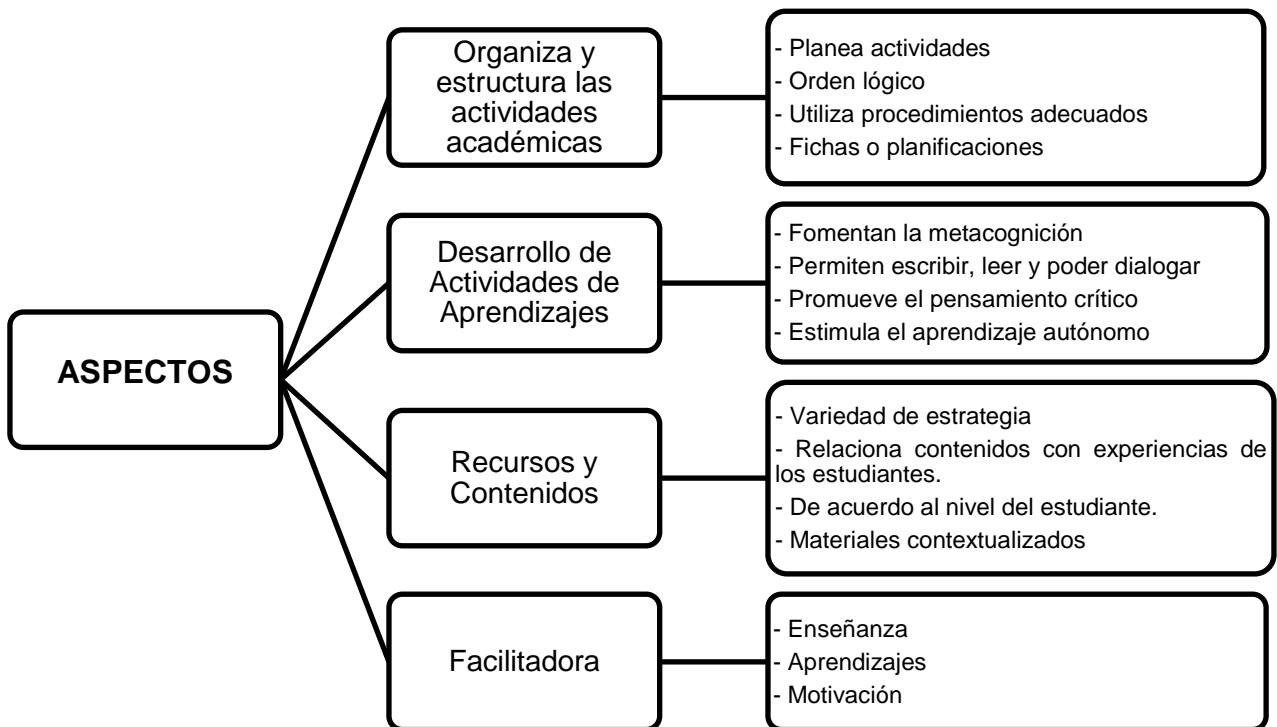 ASPECTOS
Organiza y
estructura las
actividades
académicas
- Planea actividades
- Orden lógico
- Utiliza procedimientos adecuados
- Fichas o planificaciones
Desarrollo de
Actividades de
Aprendizajes
- Fomentan la metacognición
- Permiten escribir, leer y poder dialogar
- Promueve el pensamiento crítico
- Estimula el aprendizaje autónomo
Recursos y
Contenidos
- Variedad de estrategia
- Relaciona contenidos con experiencias de
los estudiantes.
- De acuerdo al nivel del estudiante.
- Materiales contextualizados
Facilitadora
- Enseñanza
- Aprendizajes
- Motivación